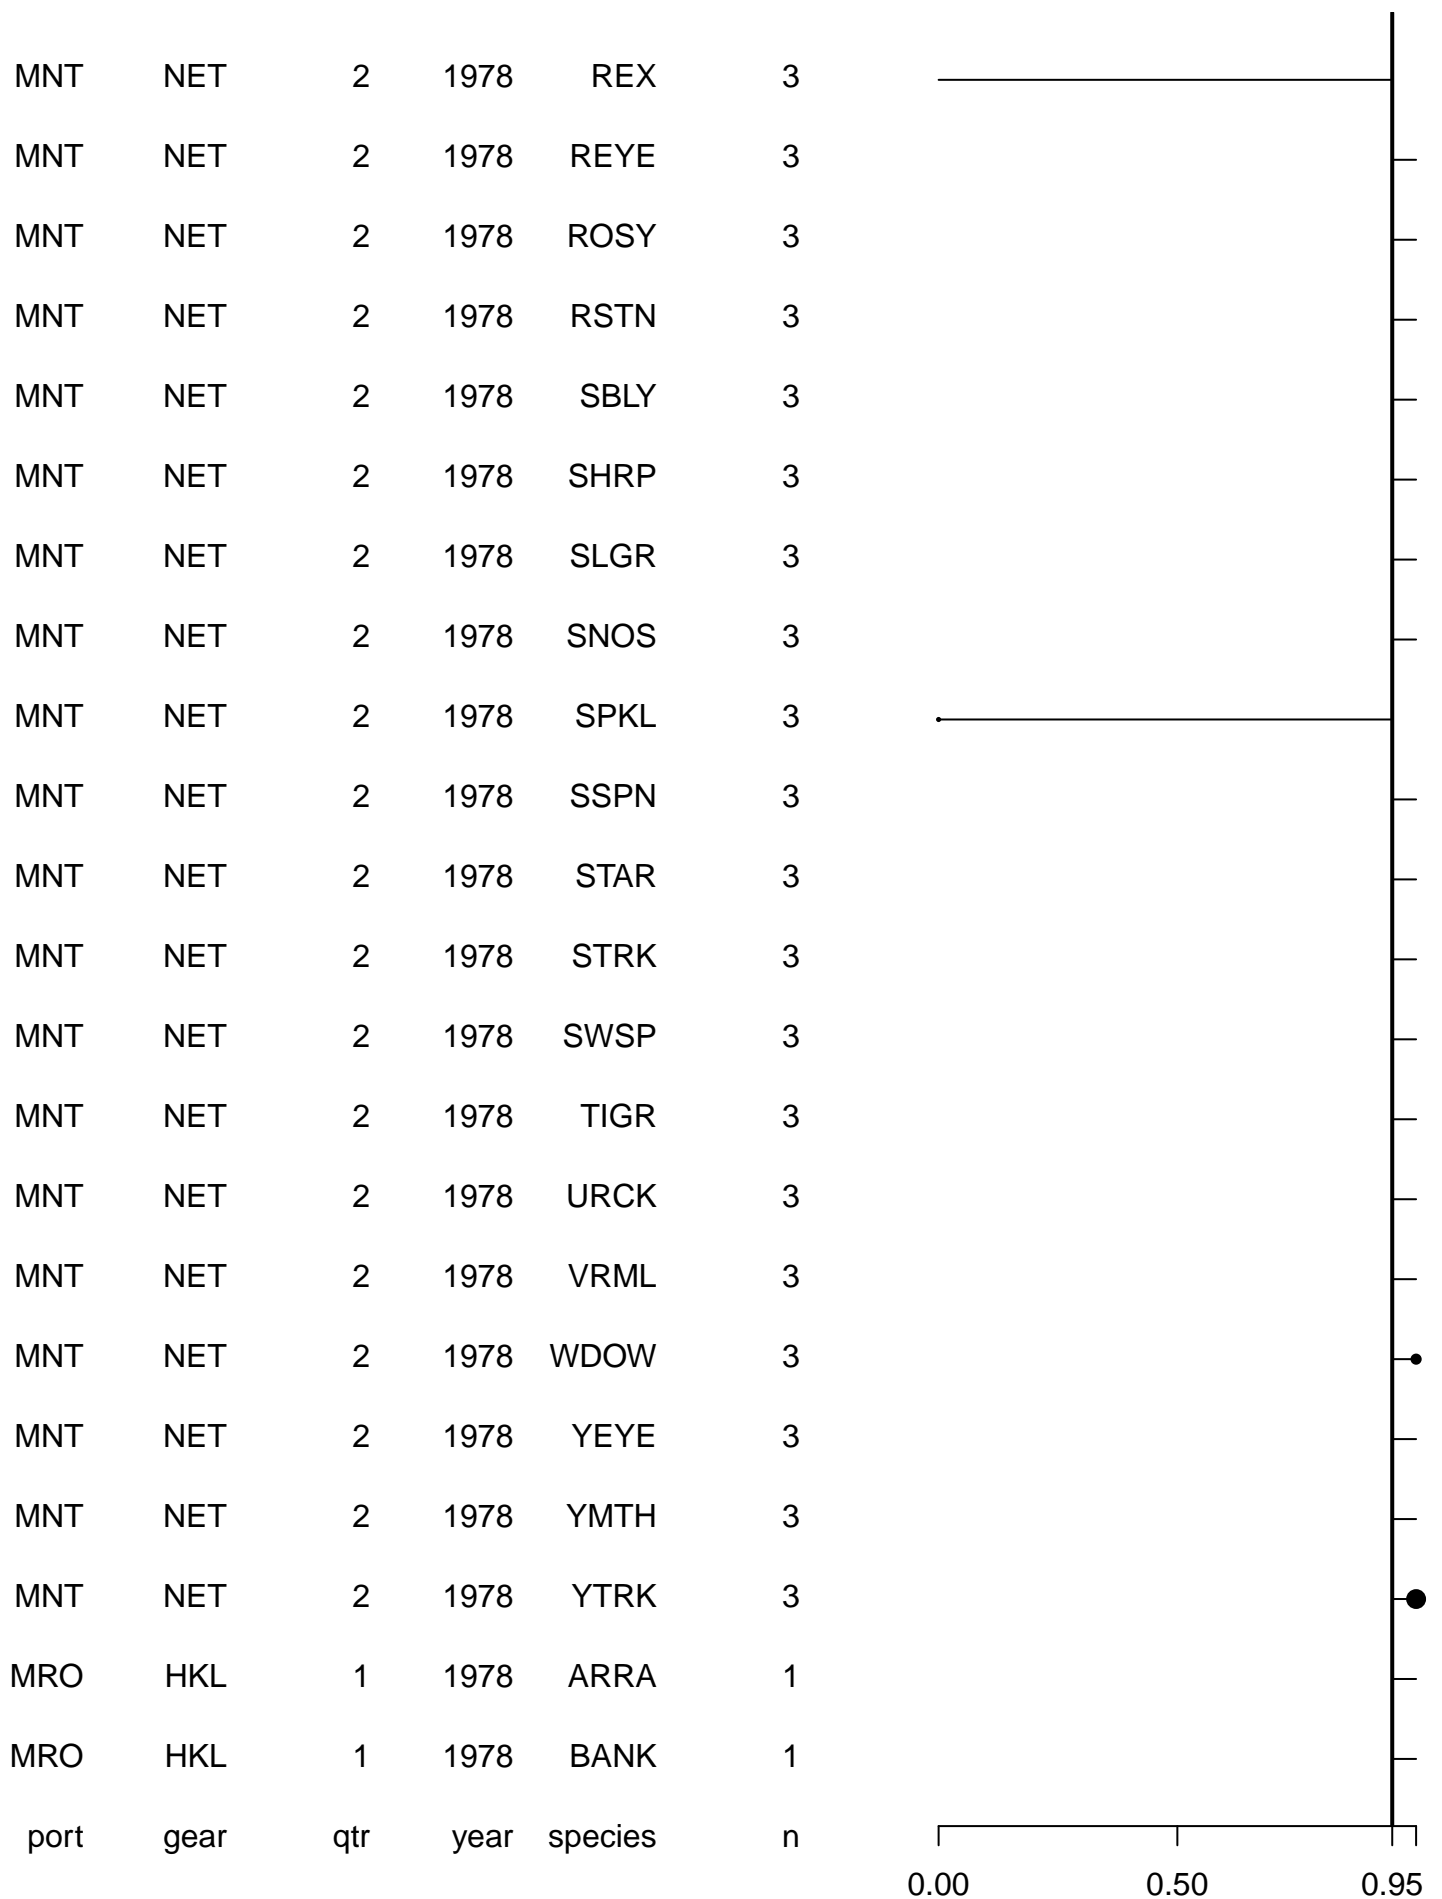 MNT NET 2 1978 REX 3
MNT NET 2 1978 REYE 3
MNT NET 2 1978 ROSY 3
MNT NET 2 1978 RSTN 3
MNT NET 2 1978 SBLY 3
MNT NET 2 1978 SHRP 3
MNT NET 2 1978 SLGR 3
MNT NET 2 1978 SNOS 3
MNT NET 2 1978 SPKL 3
MNT NET 2 1978 SSPN 3
MNT NET 2 1978 STAR 3
MNT NET 2 1978 STRK 3
MNT NET 2 1978 SWSP 3
MNT NET 2 1978 TIGR 3
MNT NET 2 1978 URCK 3
MNT NET 2 1978 VRML 3
MNT NET 2 1978 WDOW 3
MNT NET 2 1978 YEYE 3
MNT NET 2 1978 YMTH 3
MNT NET 2 1978 YTRK 3
MRO HKL 1 1978 ARRA 1
MRO HKL 1 1978 BANK 1
port gear qtr year species n
0.00 0.50 0.95